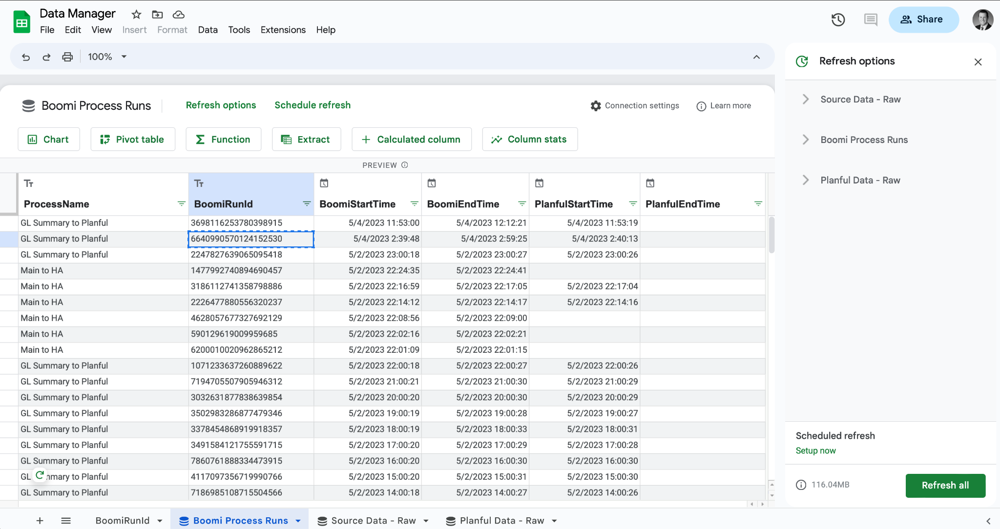 Data Manager
File Edit View Insert Format Data Tools Extensions Help
Share
100%
Boomi Process Runs Refresh options Schedule refresh Connection settings Learn more
Chart Pivot table Function Extract Calculated column Column stats
PREVIEW
ProcessName BoomiRunId BoomiStartTime BoomiEndTime PlanfulStartTime PlanfulEndTime
GL Summary to Planful 3698116253780398915 5/4/2023 11:53:00 5/4/2023 12:12:21 5/4/2023 11:53:19
GL Summary to Planful 6640990570124152530 5/4/2023 2:39:48 5/4/2023 2:59:25 5/4/2023 2:40:13
GL Summary to Planful 2247827639065095418 5/2/2023 23:00:18 5/2/2023 23:00:27 5/2/2023 23:00:26
Main to HA 1477992740894690457 5/2/2023 22:24:35 5/2/2023 22:24:41
Main to HA 3186112741358798886 5/2/2023 22:16:59 5/2/2023 22:17:05 5/2/2023 22:17:04
Main to HA 2226477880556320237 5/2/2023 22:14:12 5/2/2023 22:14:17 5/2/2023 22:14:16
Main to HA 4628057677327692129 5/2/2023 22:08:56 5/2/2023 22:09:00
Main to HA 590129619009959685 5/2/2023 22:02:16 5/2/2023 22:02:21
Main to HA 6200010020962865212 5/2/2023 22:01:09 5/2/2023 22:01:15
GL Summary to Planful 1071233637260889622 5/2/2023 22:00:18 5/2/2023 22:00:27 5/2/2023 22:00:26
GL Summary to Planful 7194705507905946312 5/2/2023 21:00:21 5/2/2023 21:00:30 5/2/2023 21:00:29
GL Summary to Planful 3032631877838639854 5/2/2023 20:00:20 5/2/2023 20:00:30 5/2/2023 20:00:29
GL Summary to Planful 3502983286877479346 5/2/2023 19:00:19 5/2/2023 19:00:28 5/2/2023 19:00:27
GL Summary to Planful 3378454868919918357 5/2/2023 18:00:19 5/2/2023 18:00:33 5/2/2023 18:00:31
GL Summary to Planful 3491584121755591715 5/2/2023 17:00:20 5/2/2023 17:00:29 5/2/2023 17:00:28
GL Summary to Planful 7860761888334473915 5/2/2023 16:00:20 5/2/2023 16:00:30 5/2/2023 16:00:30
GL mmary to Planful 4117097356719990766 5/2/2023 15:00:20 5/2/2023 15:00:31 5/2/2023 15:00:30
GL Summary to Planful 7186985108715504566 5/2/2023 14:00:18 5/2/2023 14:00:27 5/2/2023 14:00:26
BoomiRunId Boomi Process Runs Source Data - Raw Planful Data - Raw
Refresh options
Source Data - Raw
Boomi Process Runs
Planful Data - Raw
Scheduled refresh
Setup now
116.04MB Refresh all